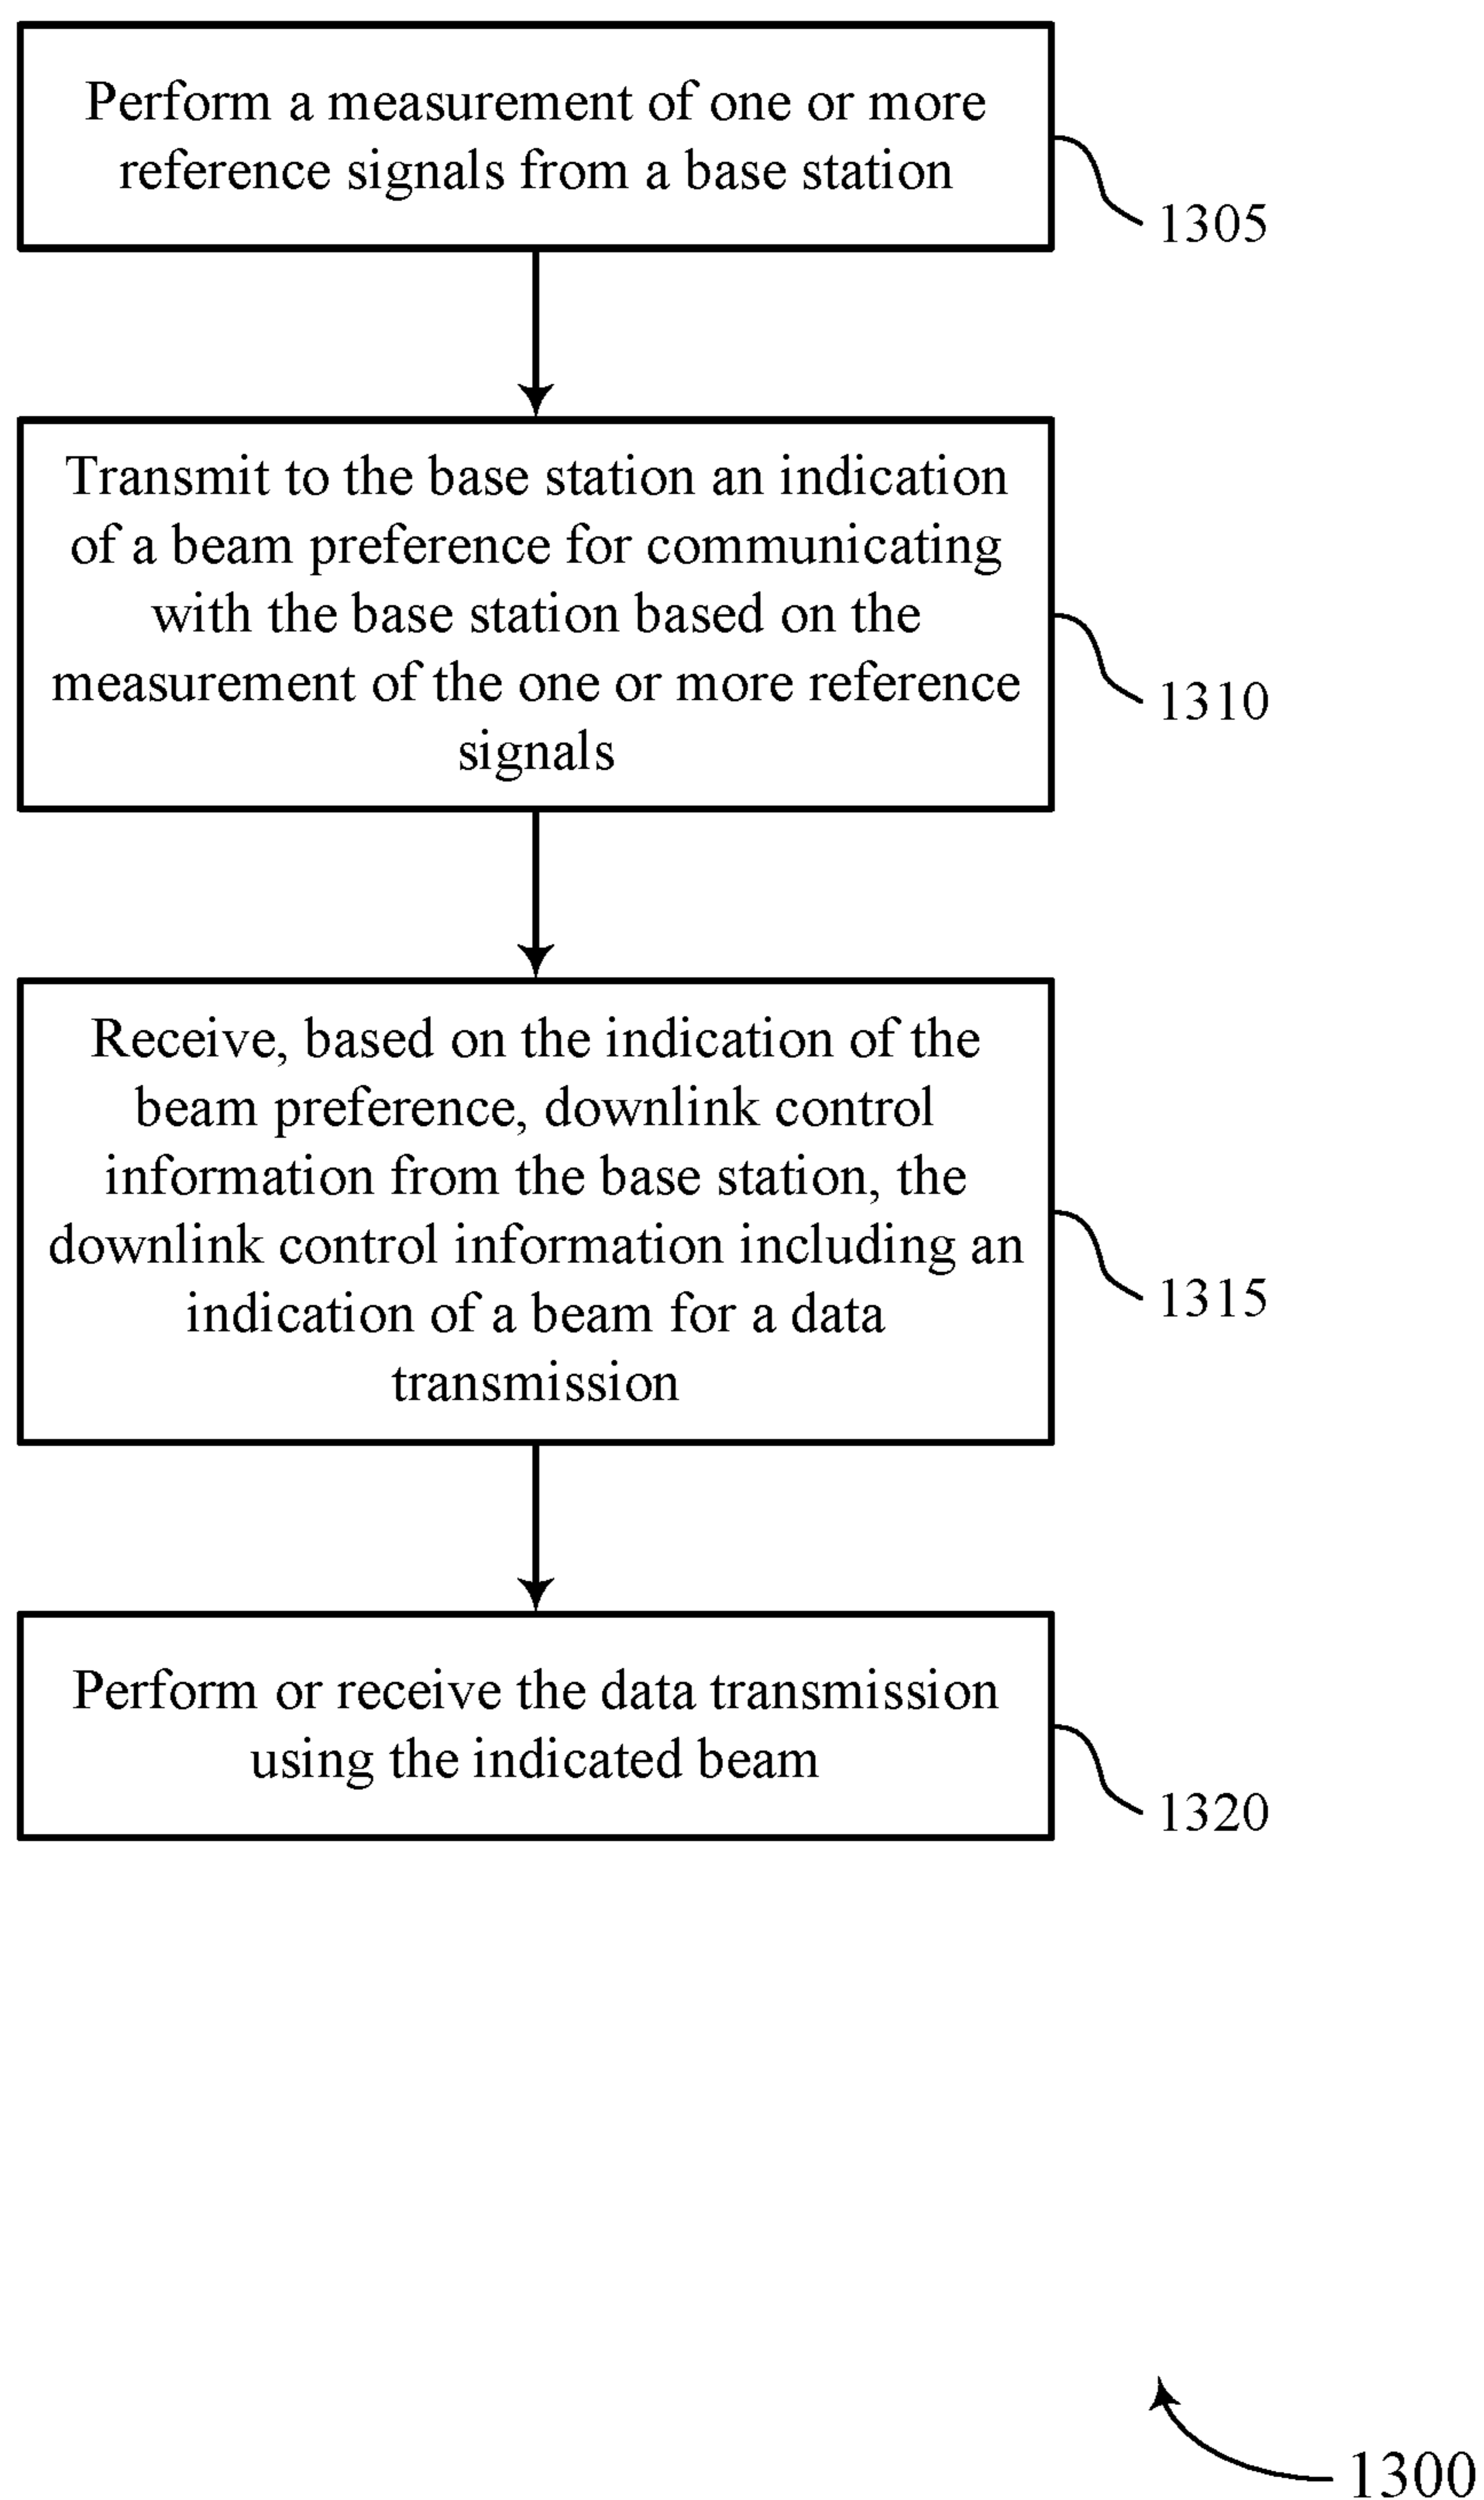 Perform a measurement of one or more
reference signals from a base station
1305
Transmit to the base station an indication
of a beam preference for communicating
with the base station based on the
measurement of the one or more reference
signals
1310
Receive, based on the indication of the
beam preference, downlink control
information from the base station, the
downlink control information including an
indication of a beam for a data
transmission
1315
Perform or receive the data transmission
using the indicated beam
1320
1300